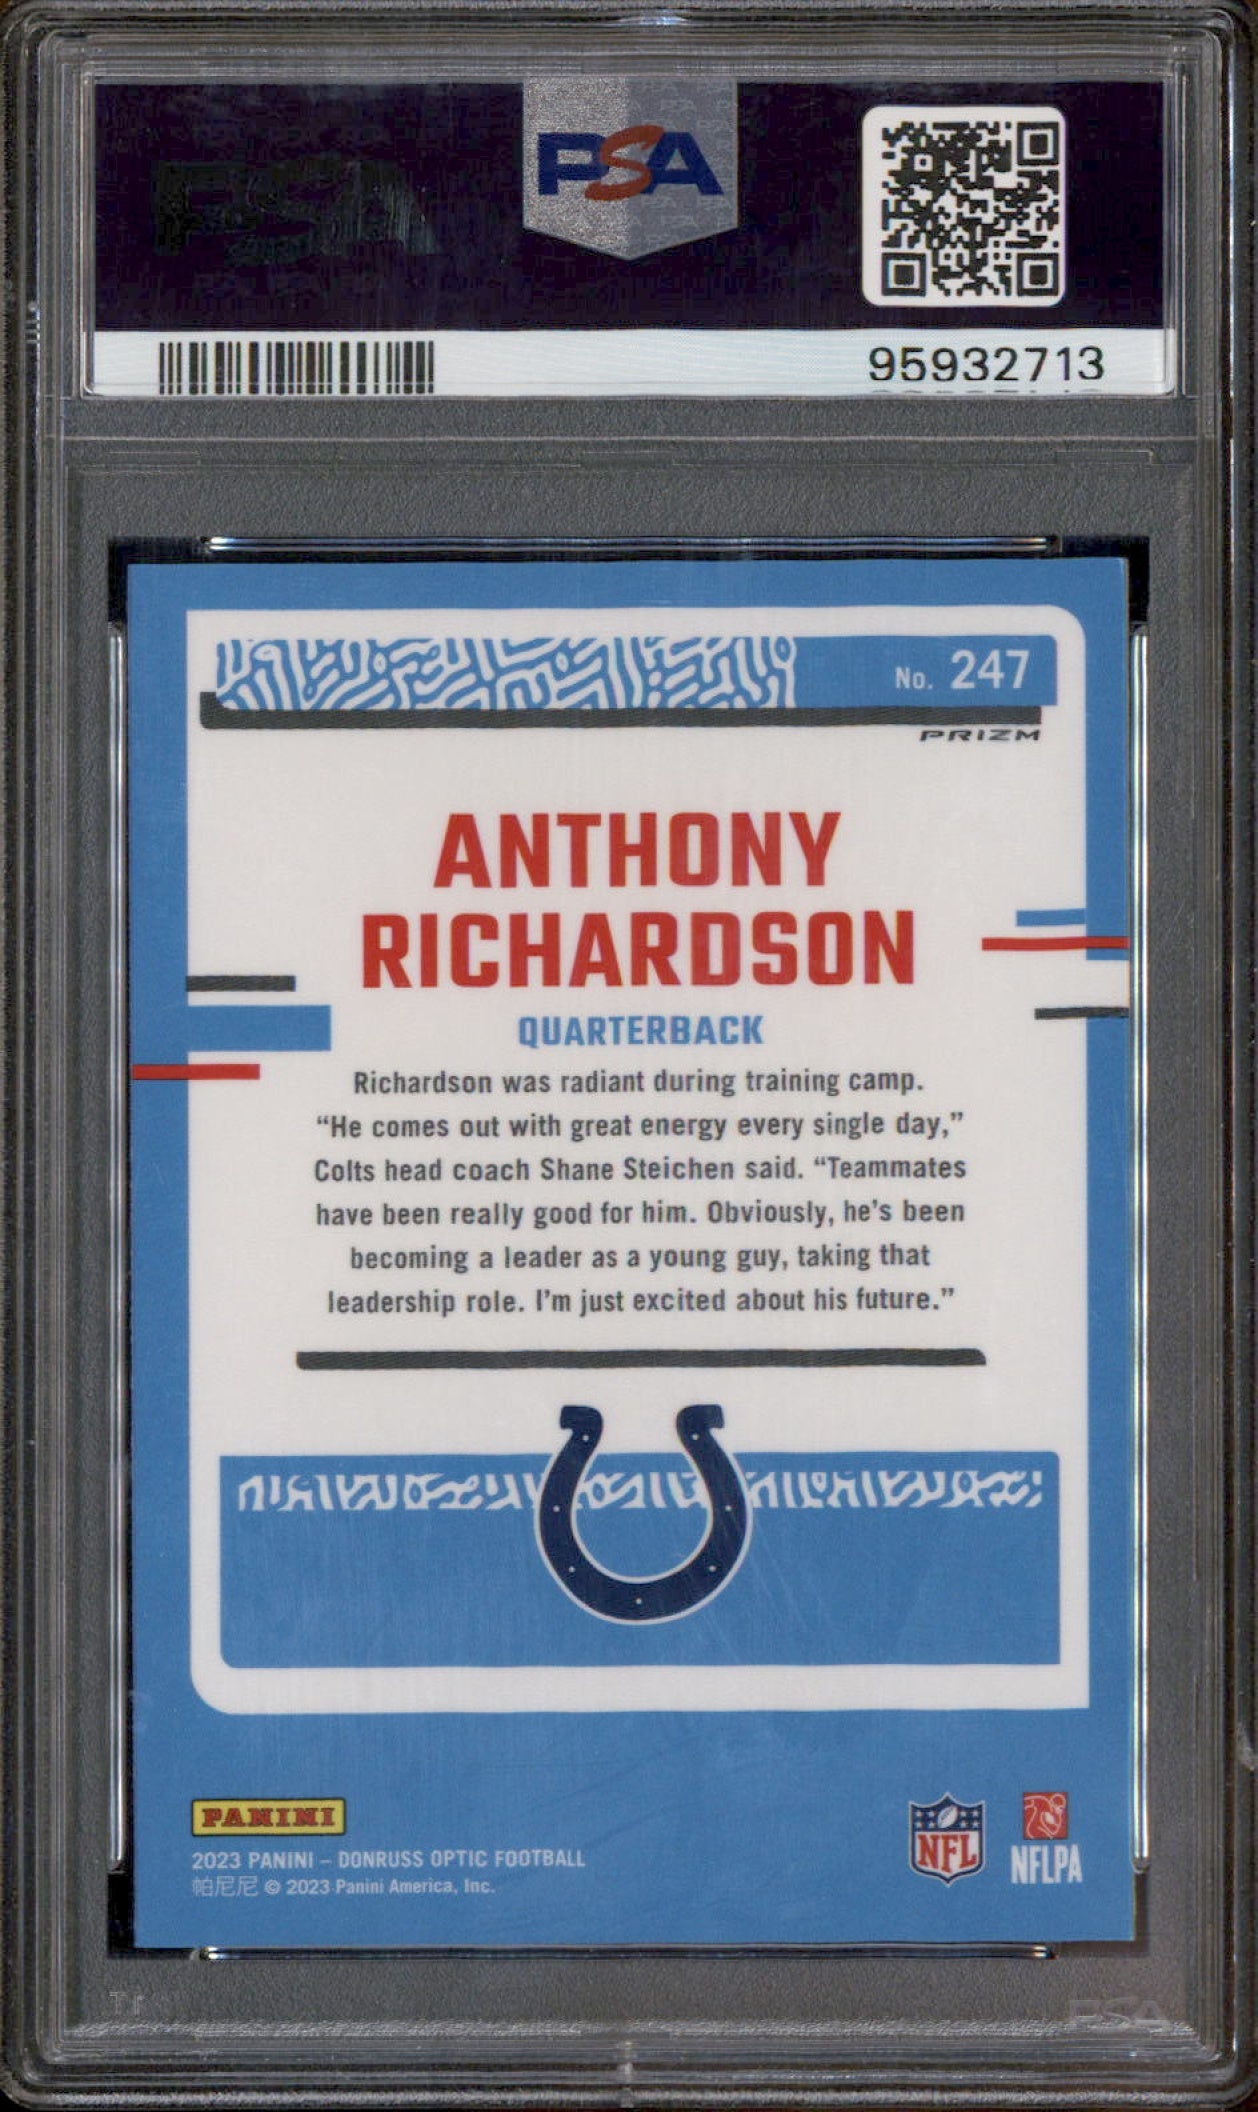 PSA
PSA
95932713
No. 247
PRIZM
ANTHONY
RICHARDSON
QUARTERBACK
Richardson was radiant during training camp.
“He comes out with great energy every single day,”
Colts head coach Shane Steichen said. “Teammates
have been really good for him. Obviously, he’s been
becoming a leader as a young guy, taking that
leadership role. I’m just excited about his future.”
PANINI
2023 PANINI – DONRUSS OPTIC FOOTBALL
帕尼尼 © 2023 Panini America, Inc.
NFL
NFLPA
PSA